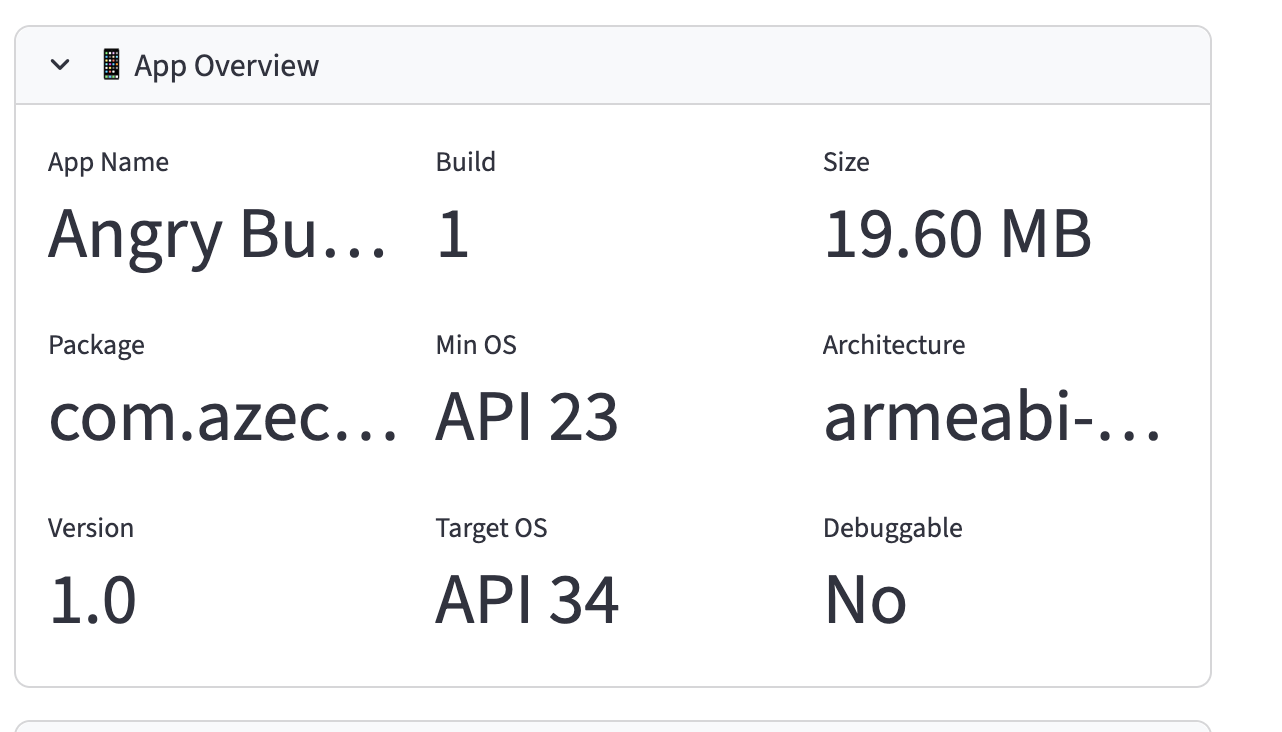 App Overview
App Name
Build
Size
Angry Bu…
1
19.60 MB
Package
Min OS
Architecture
com.azec…
API 23
armeabi-…
Version
Target OS
Debuggable
1.0
API 34
No